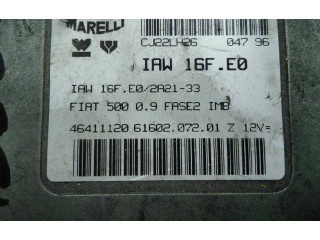 MARELLI
CJ22LH26 047 96
IAW 16F.E0
IAW 16F.E0/2A21-33
FIAT 500 0.9 FASE2 IMB
46411120 61602.072.01 Z 12V=